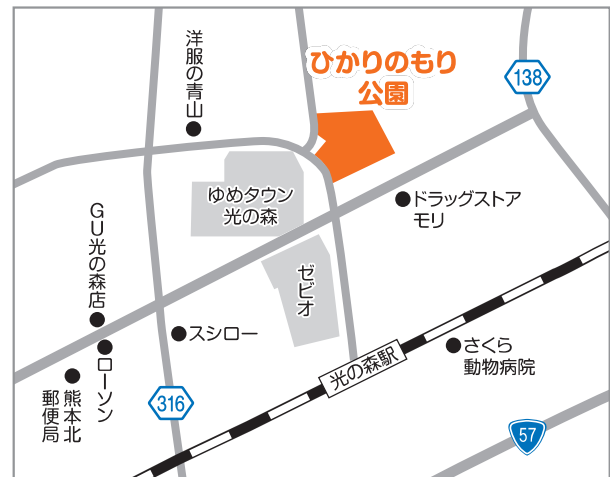 洋服の青山
ひかりのもり
公園
138
ゆめタウン
光の森
ドラッグストア
モリ
GU光の森店
ゼビオ
スシロー
ローソン
光の森駅
さくら
動物病院
熊本北
郵便局
316
57